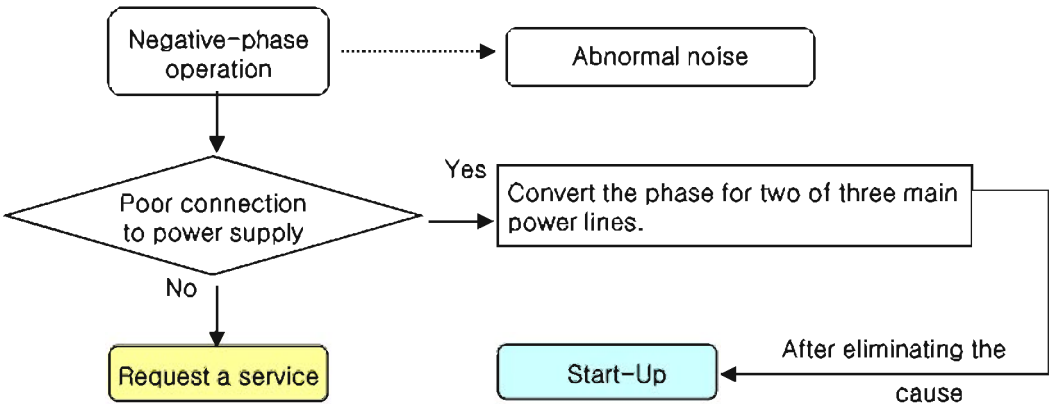 Negative-phase
operation
Abnormal noise
Poor connection
to power supply
Yes
Convert the phase for two of three main
power lines.
No
Request a service
Start-Up
After eliminating the
cause